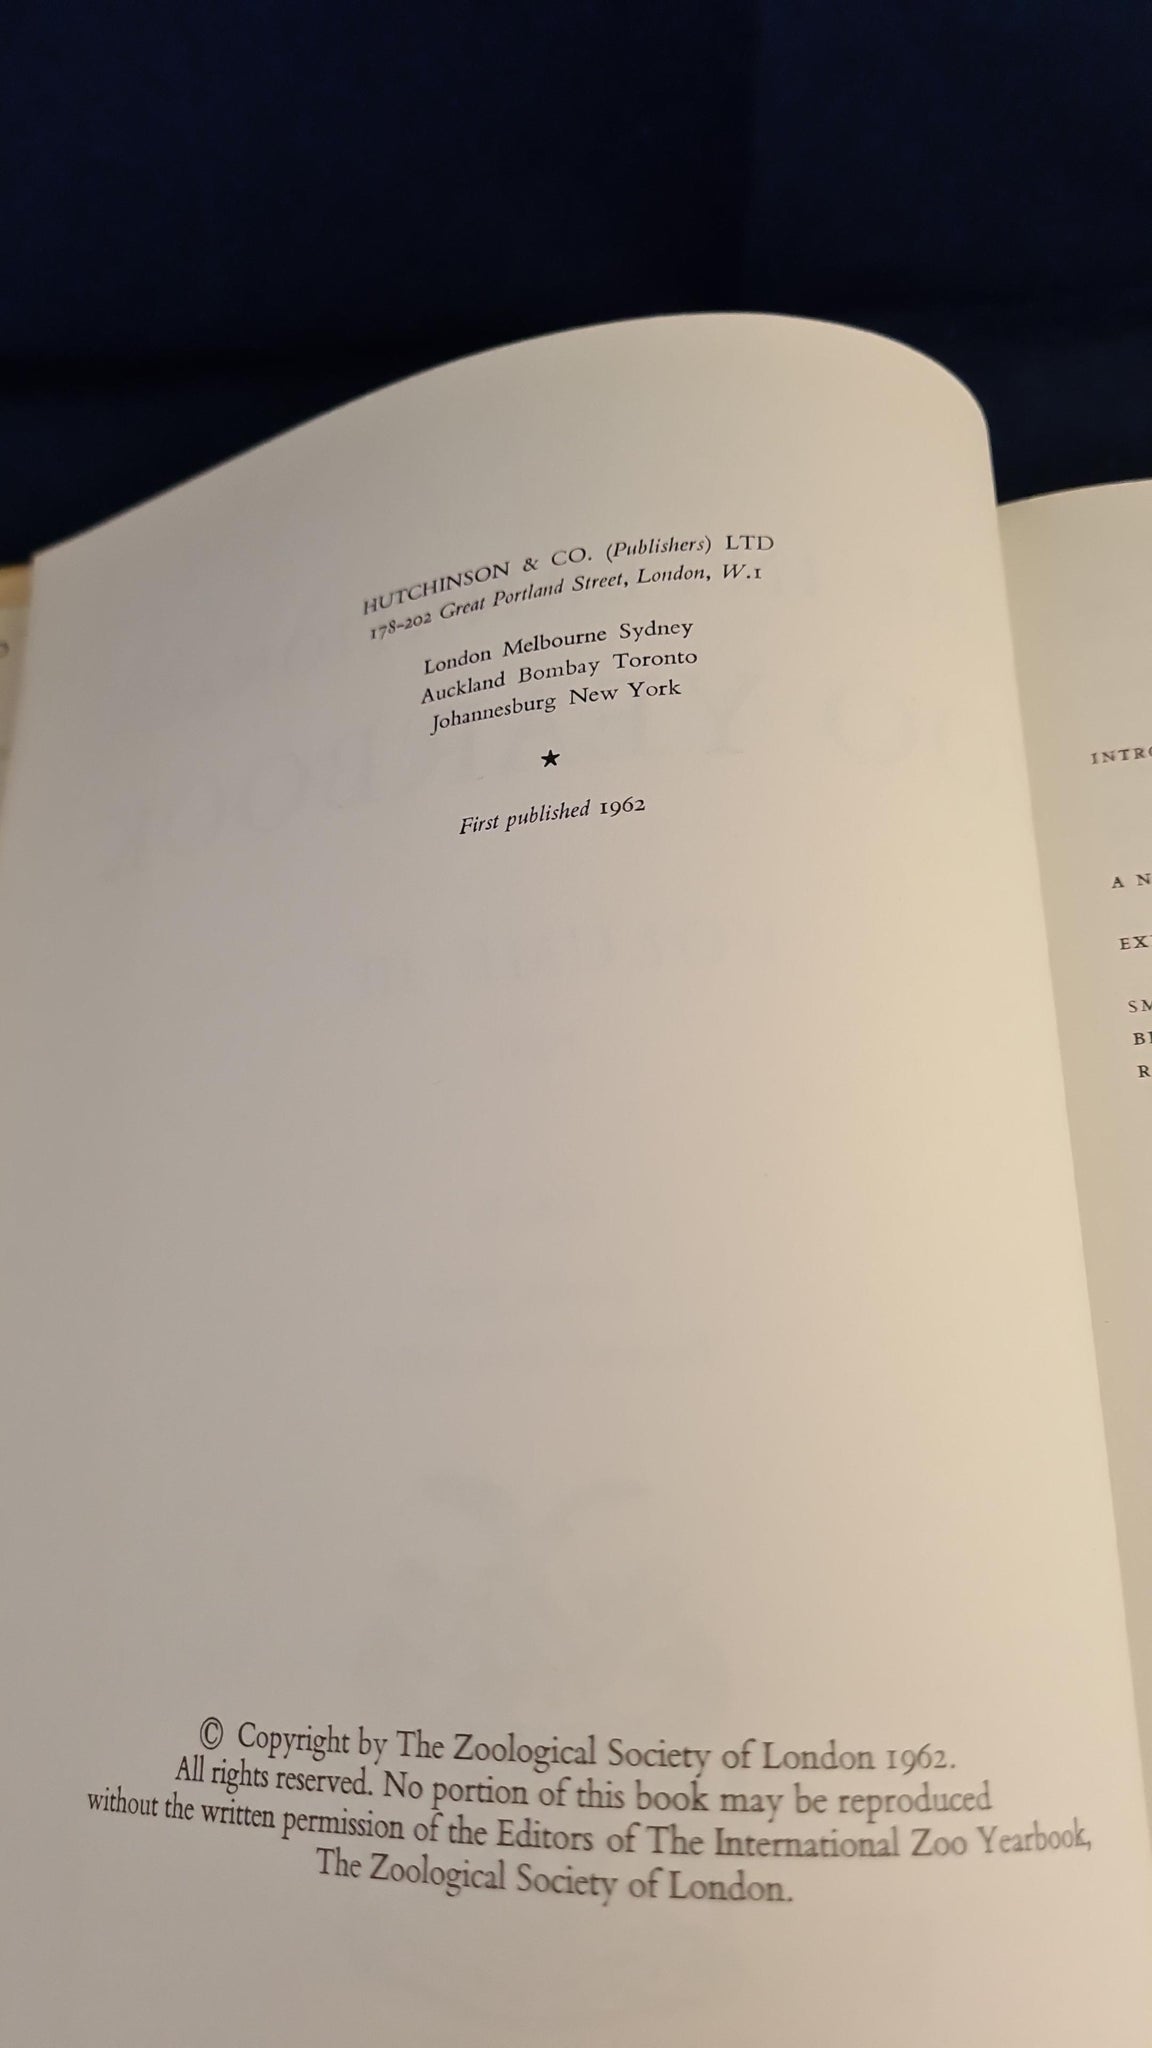 HUTCHINSON & CO. (Publishers) LTD
178-202 Great Portland Street, London, W.1
London Melbourne Sydney
Auckland Bombay Toronto
Johannesburg New York
★
First published 1962
© Copyright by The Zoological Society of London 1962.
All rights reserved. No portion of this book may be reproduced
without the written permission of the Editors of The International Zoo Yearbook,
The Zoological Society of London.
INTRO
A N
EX
SM
R